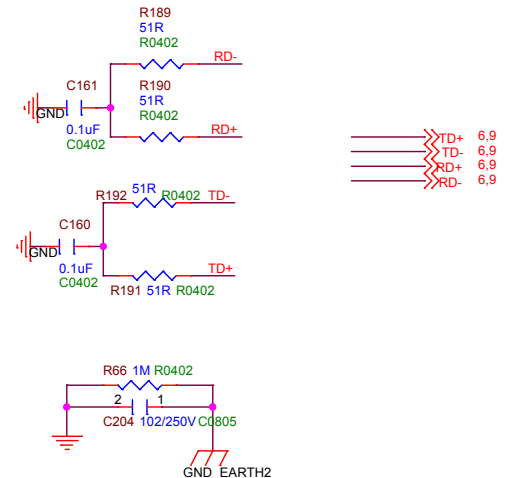 R189
51R
R0402
RD-
C161
R190
51R
R0402
GND
0.1uF
C0402
RD+
TD+ 6,9
TD- 6,9
RD+ 6,9
RD- 6,9
R192 51R R0402 TD-
C160
GND
0.1uF
C0402
TD+
R191 51R R0402
R66 1M R0402
2 1
C204 102/250V C0805
GND_EARTH2